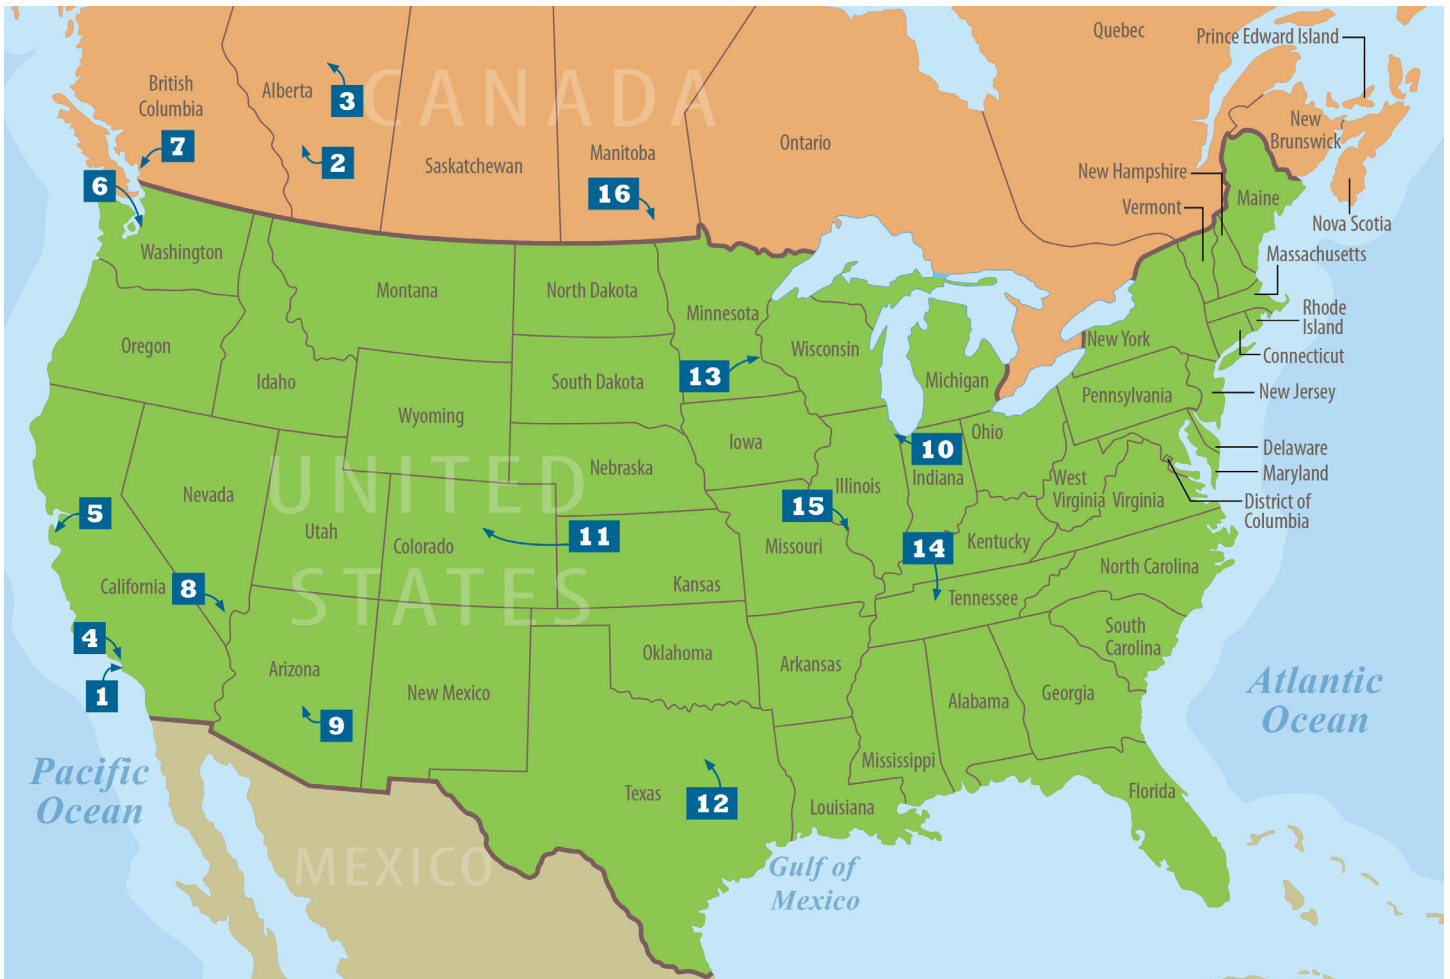 Quebec
Prince Edward Island
British
Columbia
Alberta
3
CANADA
New
Brunswick
Ontario
7
2
Saskatchewan
Manitoba
New Hampshire
6
16
Vermont
Maine
Nova Scotia
Washington
Massachusetts
Montana
North Dakota
Minnesota
Rhode
Island
Oregon
Wisconsin
New York
Connecticut
Idaho
South Dakota
13
Michigan
Pennsylvania
New Jersey
Wyoming
Ohio
Iowa
10
Delaware
Nebraska
Indiana
Maryland
UNITED
Nevada
Illinois
West
Virginia
Virginia
District of
Columbia
5
15
Utah
Colorado
11
Missouri
14
Kentucky
STATES
California
8
Kansas
Tennessee
North Carolina
4
South
Carolina
Arizona
Oklahoma
Arkansas
1
New Mexico
Alabama
Georgia
Atlantic
Ocean
9
Pacific
Ocean
Mississippi
Texas
12
Louisiana
Florida
MEXICO
Gulf of
Mexico